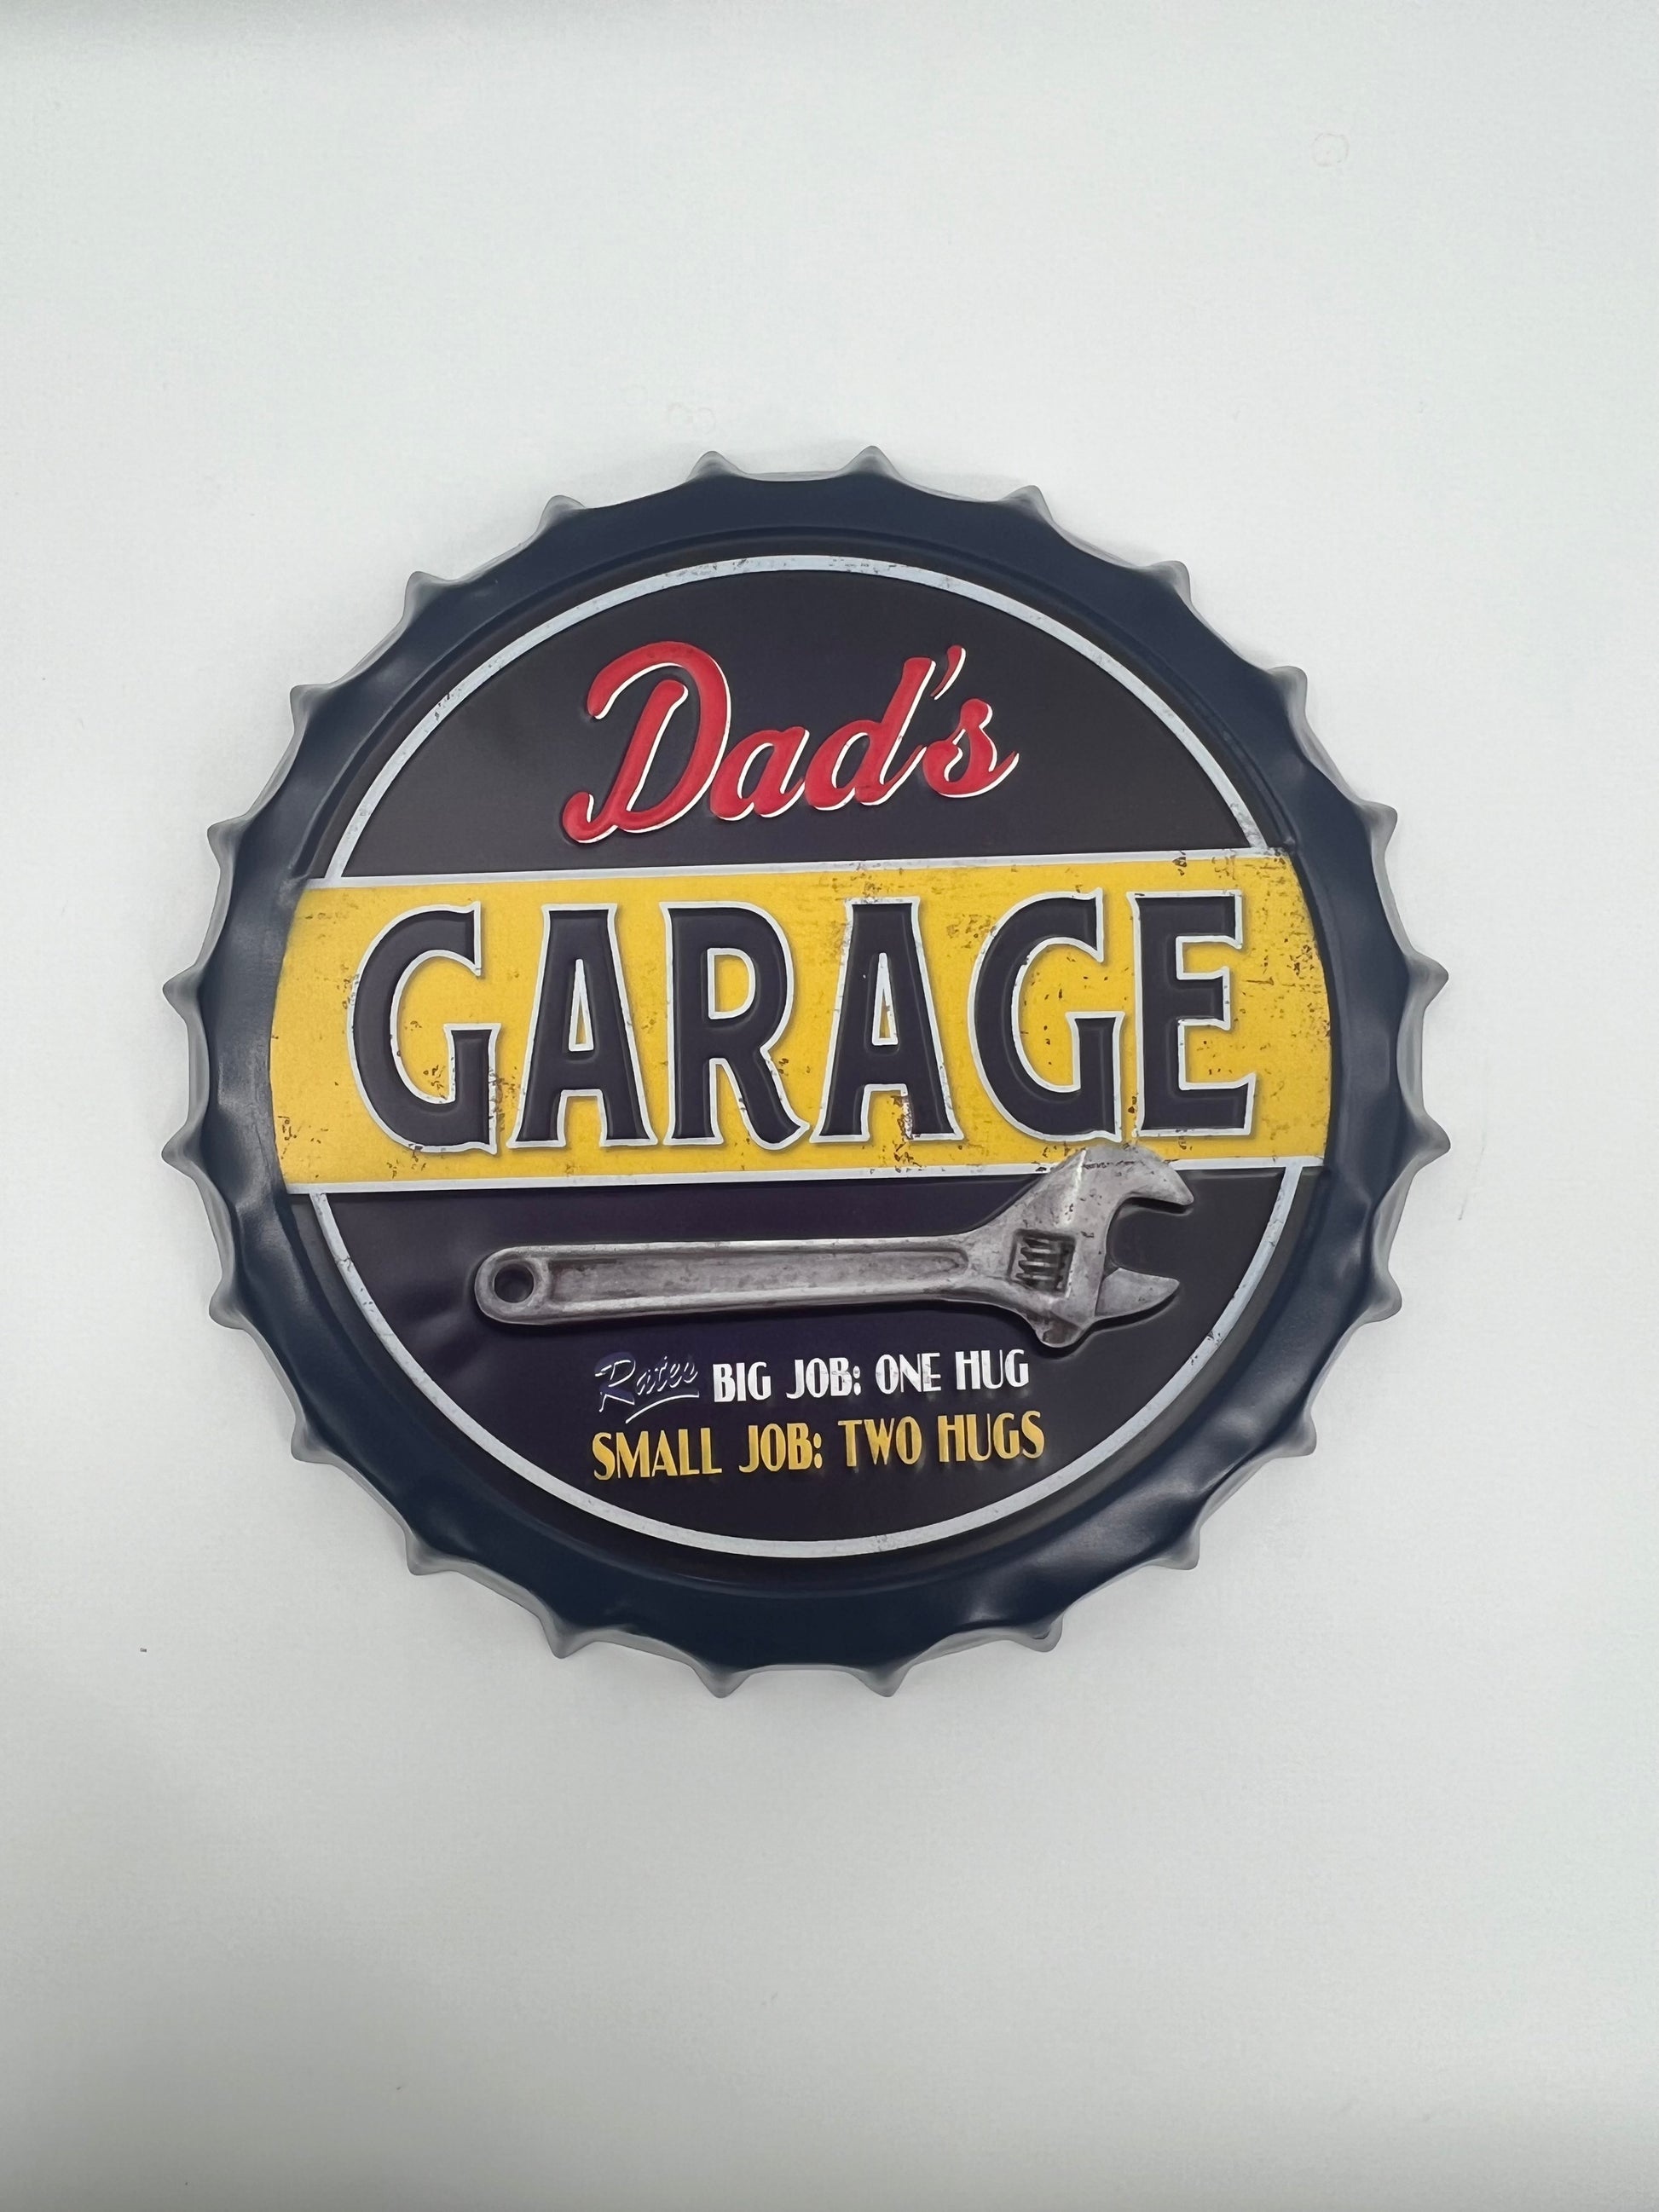 Dad's
GARAGE
Rates BIG JOB: ONE HUG
SMALL JOB: TWO HUGS